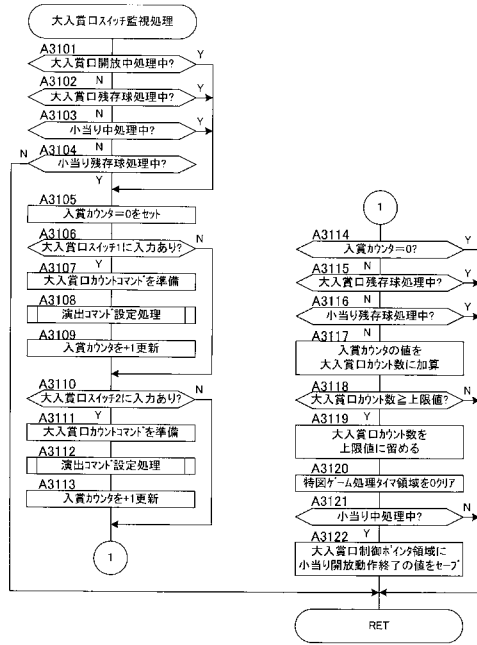 大入賞口スイッチ監視処理
A3101
大入賞口開放中処理中?
Y
A3102
N
大入賞口残存球処理中?
Y
A3103
N
小当り中処理中?
Y
A3104
N
N
小当り残存球処理中?
Y
A3105
入賞カウンタ=0をセット
A3106
大入賞口スイッチ1に入力あり?
N
A3107
Y
大入賞口カウントコマンドを準備
A3108
演出コマンド設定処理
A3109
入賞カウンタを+1更新
A3110
大入賞口スイッチ2に入力あり?
N
A3111
Y
大入賞口カウントコマンドを準備
A3112
演出コマンド設定処理
A3113
入賞カウンタを+1更新
1
1
A3114
入賞カウンタ=0?
Y
A3115
N
大入賞口残存球処理中?
Y
A3116
N
小当り残存球処理中?
Y
A3117
N
入賞カウンタの値を
大入賞口カウント数に加算
A3118
大入賞口カウント数≧上限値?
N
A3119
Y
大入賞口カウント数を
上限値に留める
A3120
特図ゲーム処理タイマ領域を0クリア
A3121
小当り中処理中?
N
A3122
Y
大入賞口制御ポインタ領域に
小当り開放動作終了の値をセーブ
RET